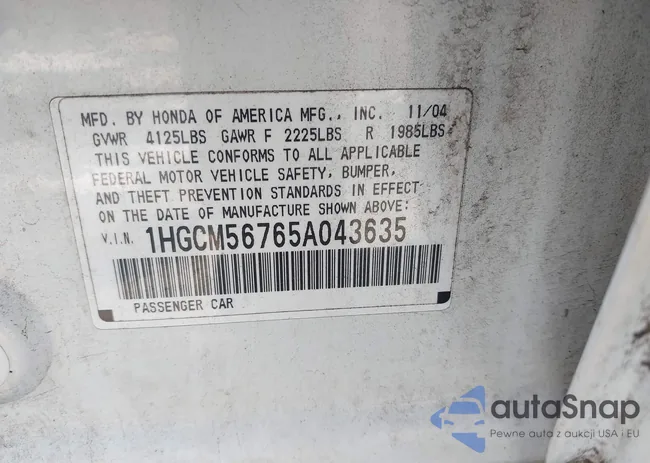 MFD. BY HONDA OF AMERICA MFG., INC. 11/04
GVWR 4125LBS GAWR F 2225LBS R 1985LBS
THIS VEHICLE CONFORMS TO ALL APPLICABLE
FEDERAL MOTOR VEHICLE SAFETY, BUMPER,
AND THEFT PREVENTION STANDARDS IN EFFECT
ON THE DATE OF MANUFACTURE SHOWN ABOVE:
V.I.N. 1HGCM56765A043635
PASSENGER CAR
autoSnap
Pewne auta z aukcji USA i EU